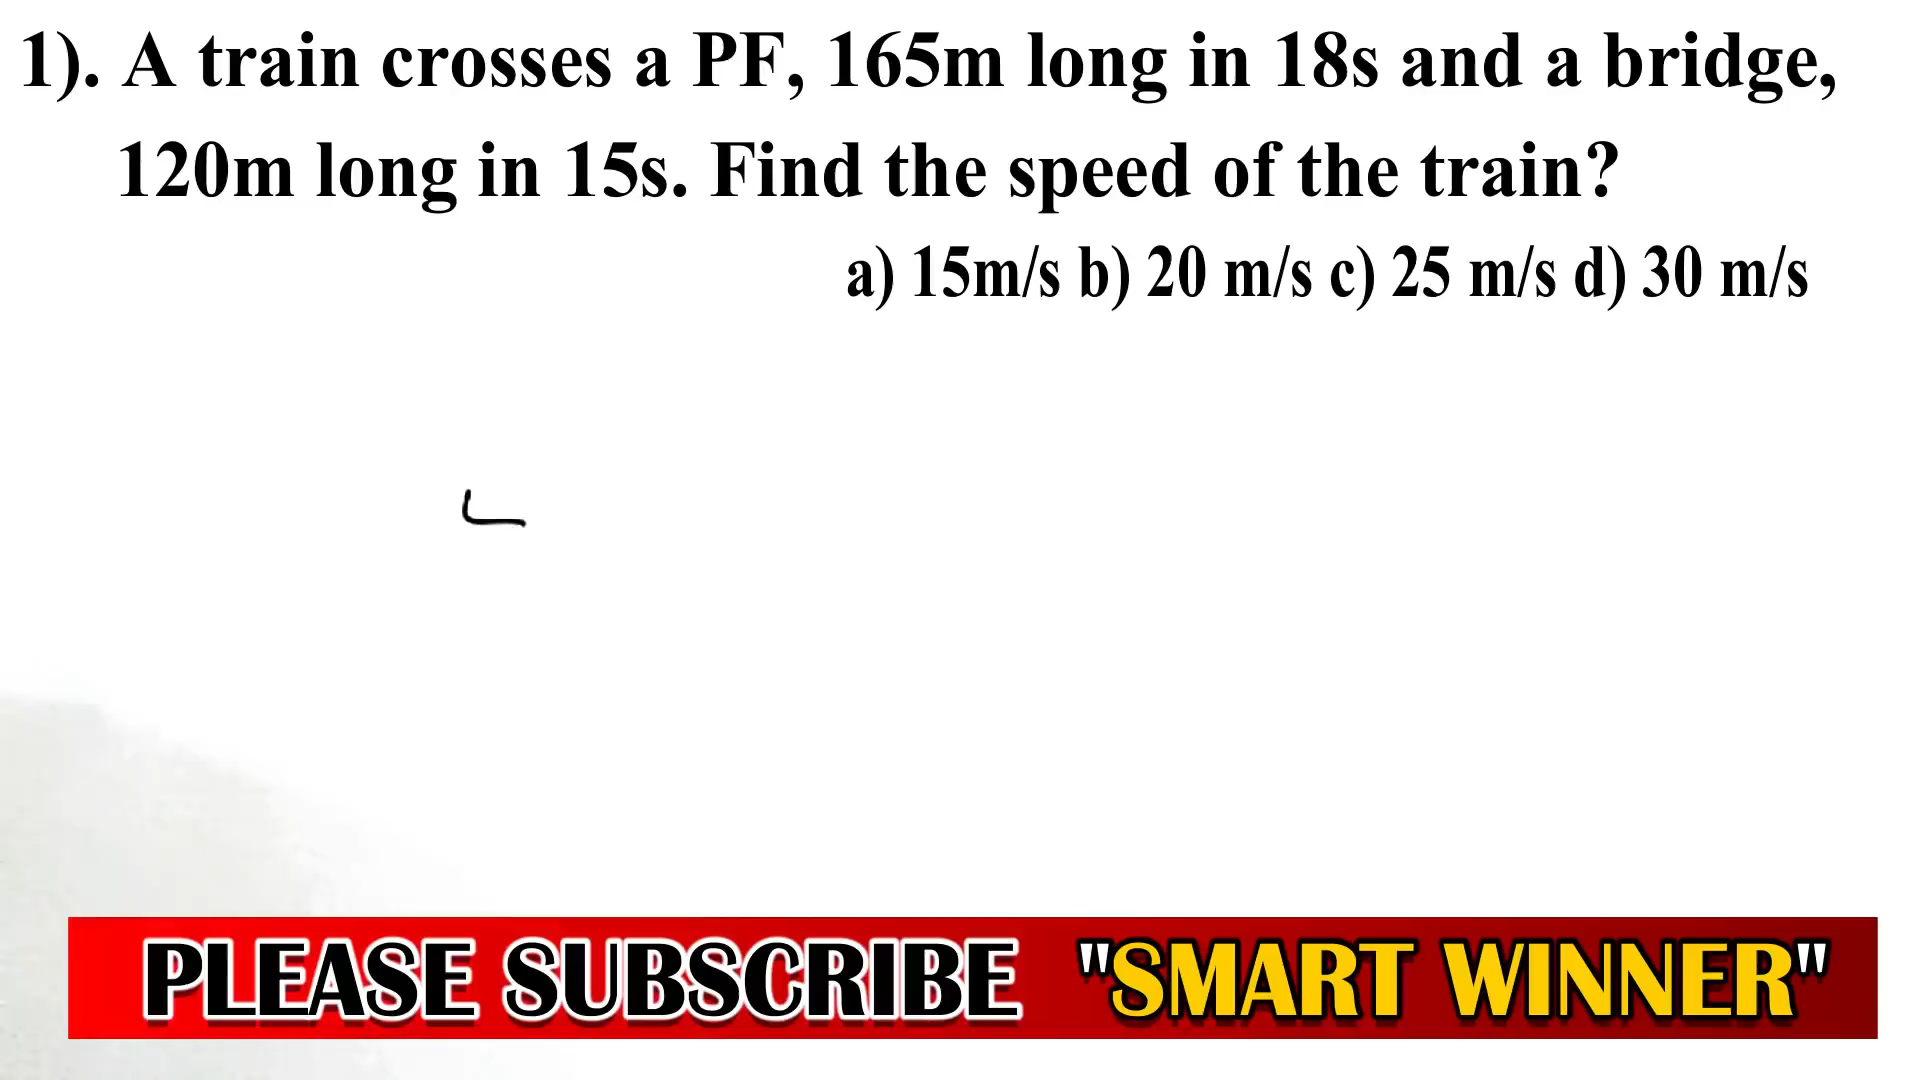 1). A train crosses a PF, 165m long in 18s and a bridge,
120m long in 15s. Find the speed of the train?
a) 15m/s b) 20 m/s c) 25 m/s d) 30 m/s
PLEASE SUBSCRIBE "SMART WINNER"